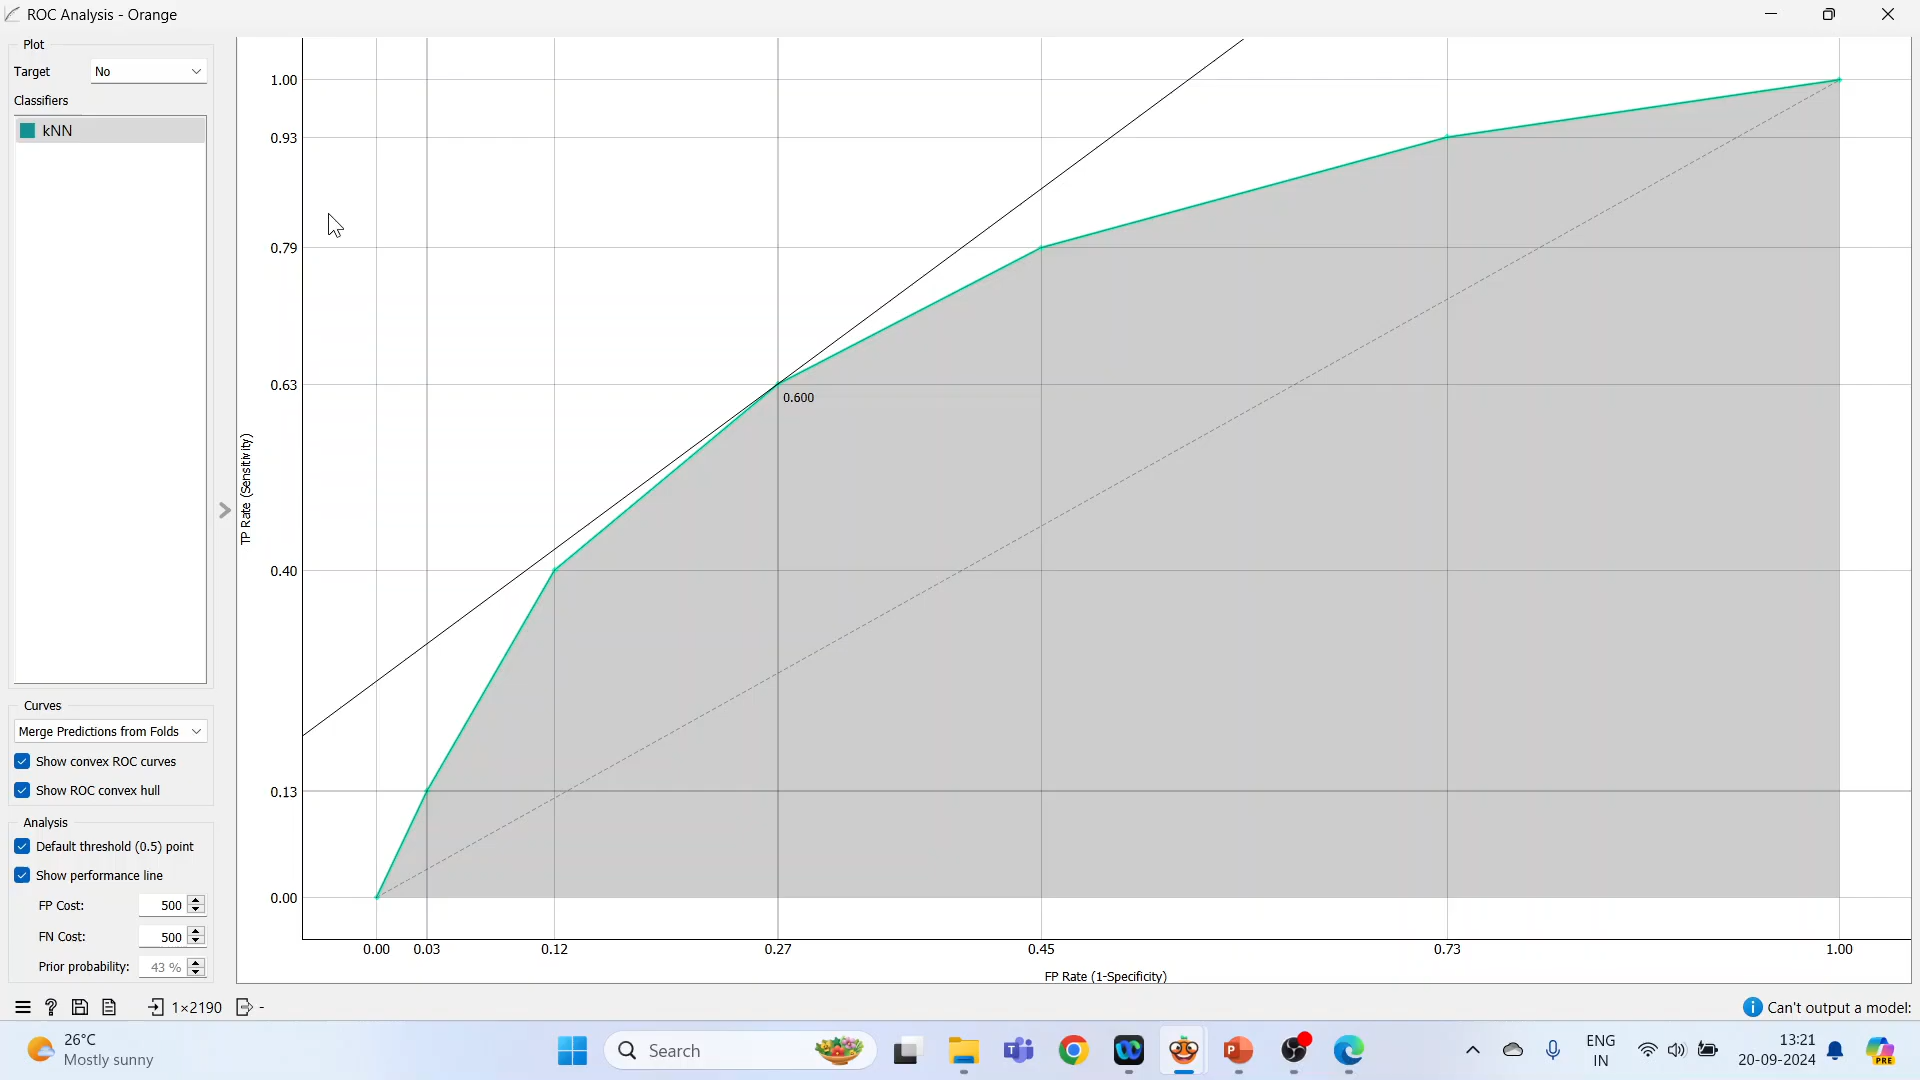 ROC Analysis - Orange
Plot
Target No
Classifiers
kNN
Curves
Merge Predictions from Folds
Show convex ROC curves
Show ROC convex hull
Analysis
Default threshold (0.5) point
Show performance line
FP Cost: 500
FN Cost: 500
Prior probability: 43 %
TP Rate (Sensitivity)
1.00
0.93
0.79
0.63
0.40
0.13
0.00
0.600
0.00 0.03 0.12 0.27 0.45 0.73 1.00
FP Rate (1-Specificity)
1×2190 -
Can't output a model:
26°C
Mostly sunny
Search
ENG
IN
13:21
20-09-2024
PRE